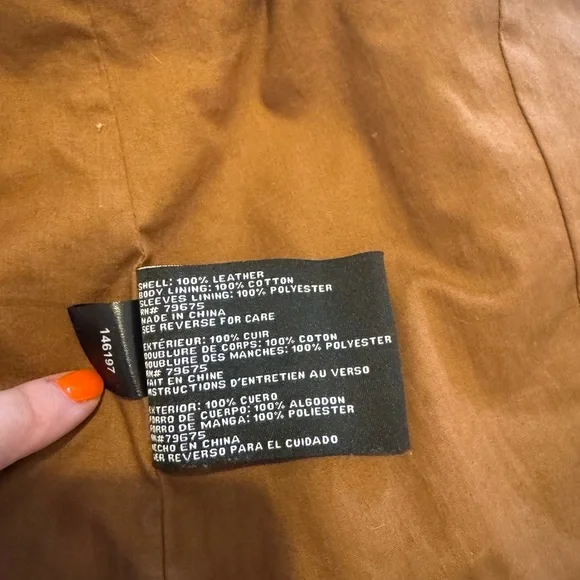 SHELL: 100% LEATHER
BODY LINING: 100% COTTON
SLEEVES LINING: 100% POLYESTER
RN# 79675
MADE IN CHINA
SEE REVERSE FOR CARE
EXTÉRIEUR: 100% CUIR
DOUBLURE DE CORPS: 100% COTON
DOUBLURE DES MANCHES: 100% POLYESTER
RN# 79675
FAIT EN CHINE
INSTRUCTIONS D'ENTRETIEN AU VERSO
EXTERIOR: 100% CUERO
FORRO DE CUERPO: 100% ALGODON
FORRO DE MANGA: 100% POLIESTER
RN#79675
HECHO EN CHINA
VER REVERSO PARA EL CUIDADO
146197